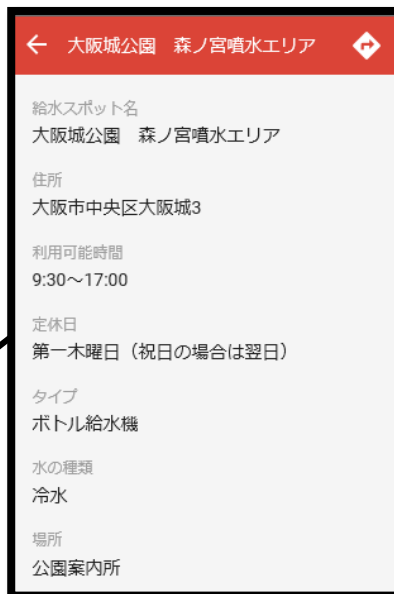 大阪城公園　森ノ宮噴水エリア
給水スポット名
大阪城公園　森ノ宮噴水エリア
住所
大阪市中央区大阪城3
利用可能時間
9:30～17:00
定休日
第一木曜日（祝日の場合は翌日）
タイプ
ボトル給水機
水の種類
冷水
場所
公園案内所